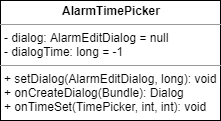 AlarmTimePicker
- dialog: AlarmEditDialog = null
- dialogTime: long = -1
+ setDialog(AlarmEditDialog, long): void
+ onCreateDialog(Bundle): Dialog
+ onTimeSet(TimePicker, int, int): void